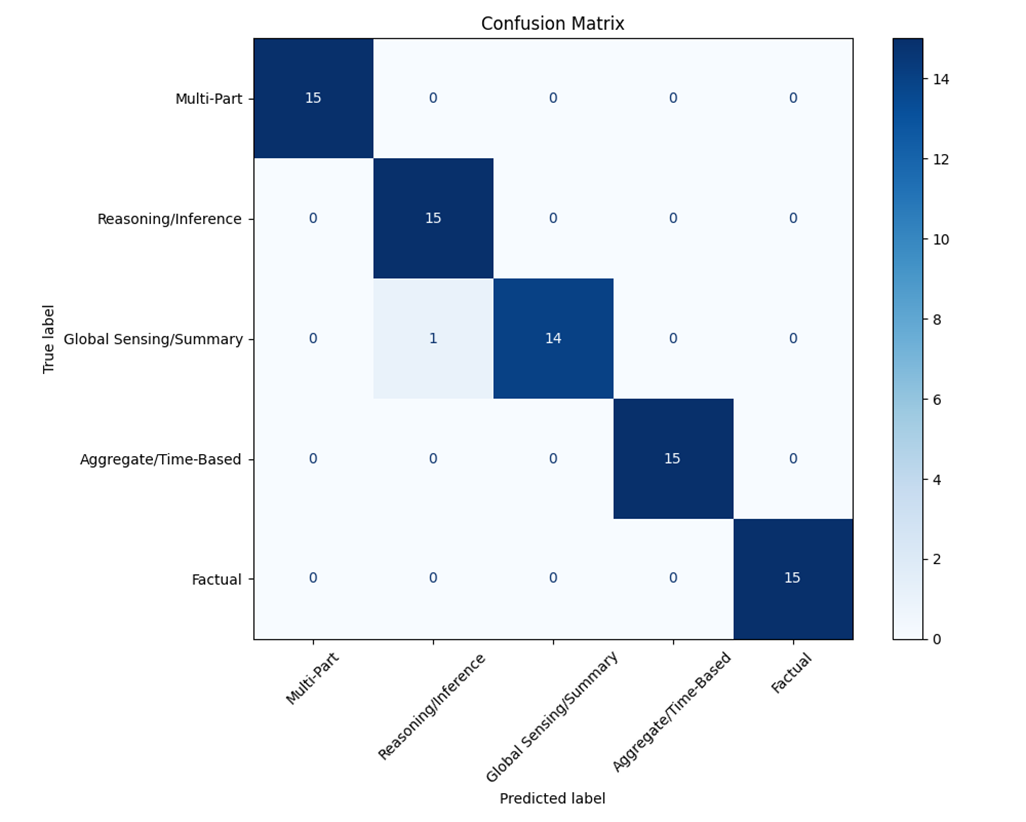 Confusion Matrix
Multi-Part 15 0 0 0 0
Reasoning/Inference 0 15 0 0 0
Global Sensing/Summary 0 1 14 0 0
Aggregate/Time-Based 0 0 0 15 0
Factual 0 0 0 0 15
True label
Multi-Part
Reasoning/Inference
Global Sensing/Summary
Aggregate/Time-Based
Factual
Predicted label
14
12
10
8
6
4
2
0